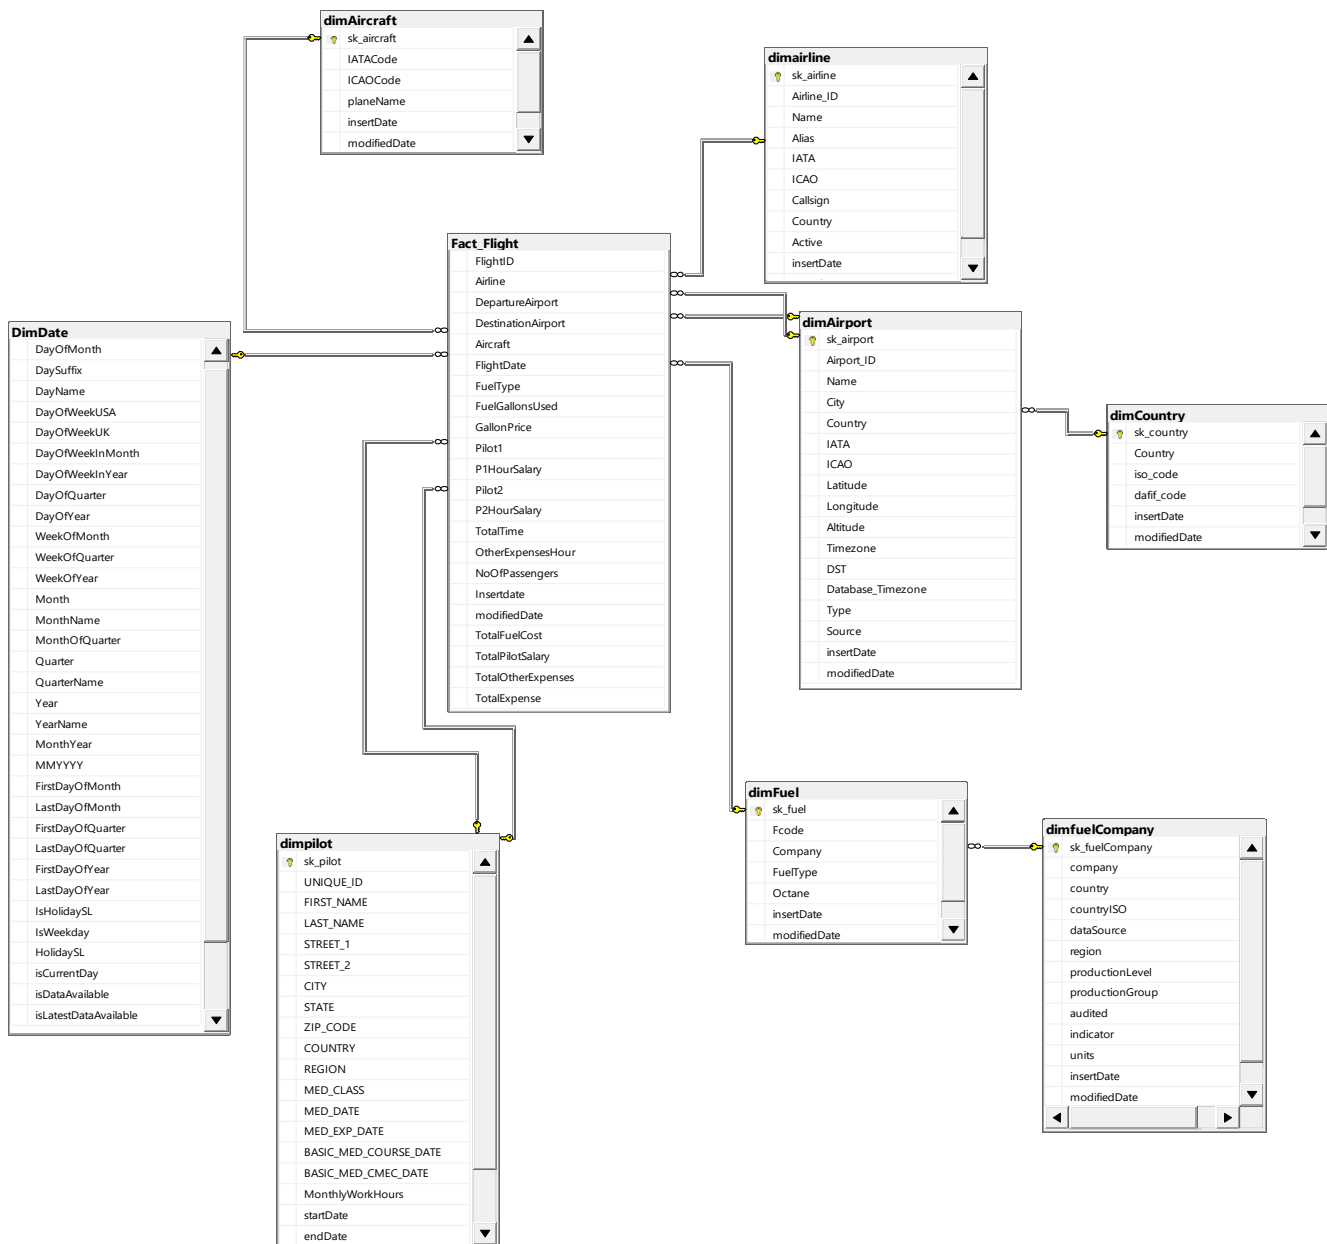 dimAircraft
sk_aircraft
IATACode
ICAOCode
planeName
insertDate
modifiedDate
dimairline
sk_airline
Airline_ID
Name
Alias
IATA
ICAO
Callsign
Country
Active
insertDate
Fact_Flight
FlightID
Airline
DepartureAirport
DestinationAirport
Aircraft
FlightDate
FuelType
FuelGallonsUsed
GallonPrice
Pilot1
P1HourSalary
Pilot2
P2HourSalary
TotalTime
OtherExpensesHour
NoOfPassengers
Insertdate
modifiedDate
TotalFuelCost
TotalPilotSalary
TotalOtherExpenses
TotalExpense
DimDate
DayOfMonth
DaySuffix
DayName
DayOfWeekUSA
DayOfWeekUK
DayOfWeekInMonth
DayOfWeekInYear
DayOfQuarter
DayOfYear
WeekOfMonth
WeekOfQuarter
WeekOfYear
Month
MonthName
MonthOfQuarter
Quarter
QuarterName
Year
YearName
MonthYear
MMYYYY
FirstDayOfMonth
LastDayOfMonth
FirstDayOfQuarter
LastDayOfQuarter
FirstDayOfYear
LastDayOfYear
IsHolidaySL
IsWeekday
HolidaySL
isCurrentDay
isDataAvailable
isLatestDataAvailable
dimAirport
sk_airport
Airport_ID
Name
City
Country
IATA
ICAO
Latitude
Longitude
Altitude
Timezone
DST
Database_Timezone
Type
Source
insertDate
modifiedDate
dimCountry
sk_country
Country
iso_code
dafif_code
insertDate
modifiedDate
dimFuel
sk_fuel
Fcode
Company
FuelType
Octane
insertDate
modifiedDate
dimfuelCompany
sk_fuelCompany
company
country
countryISO
dataSource
region
productionLevel
productionGroup
audited
indicator
units
insertDate
modifiedDate
dimpilot
sk_pilot
UNIQUE_ID
FIRST_NAME
LAST_NAME
STREET_1
STREET_2
CITY
STATE
ZIP_CODE
COUNTRY
REGION
MED_CLASS
MED_DATE
MED_EXP_DATE
BASIC_MED_COURSE_DATE
BASIC_MED_CMEC_DATE
MonthlyWorkHours
startDate
endDate